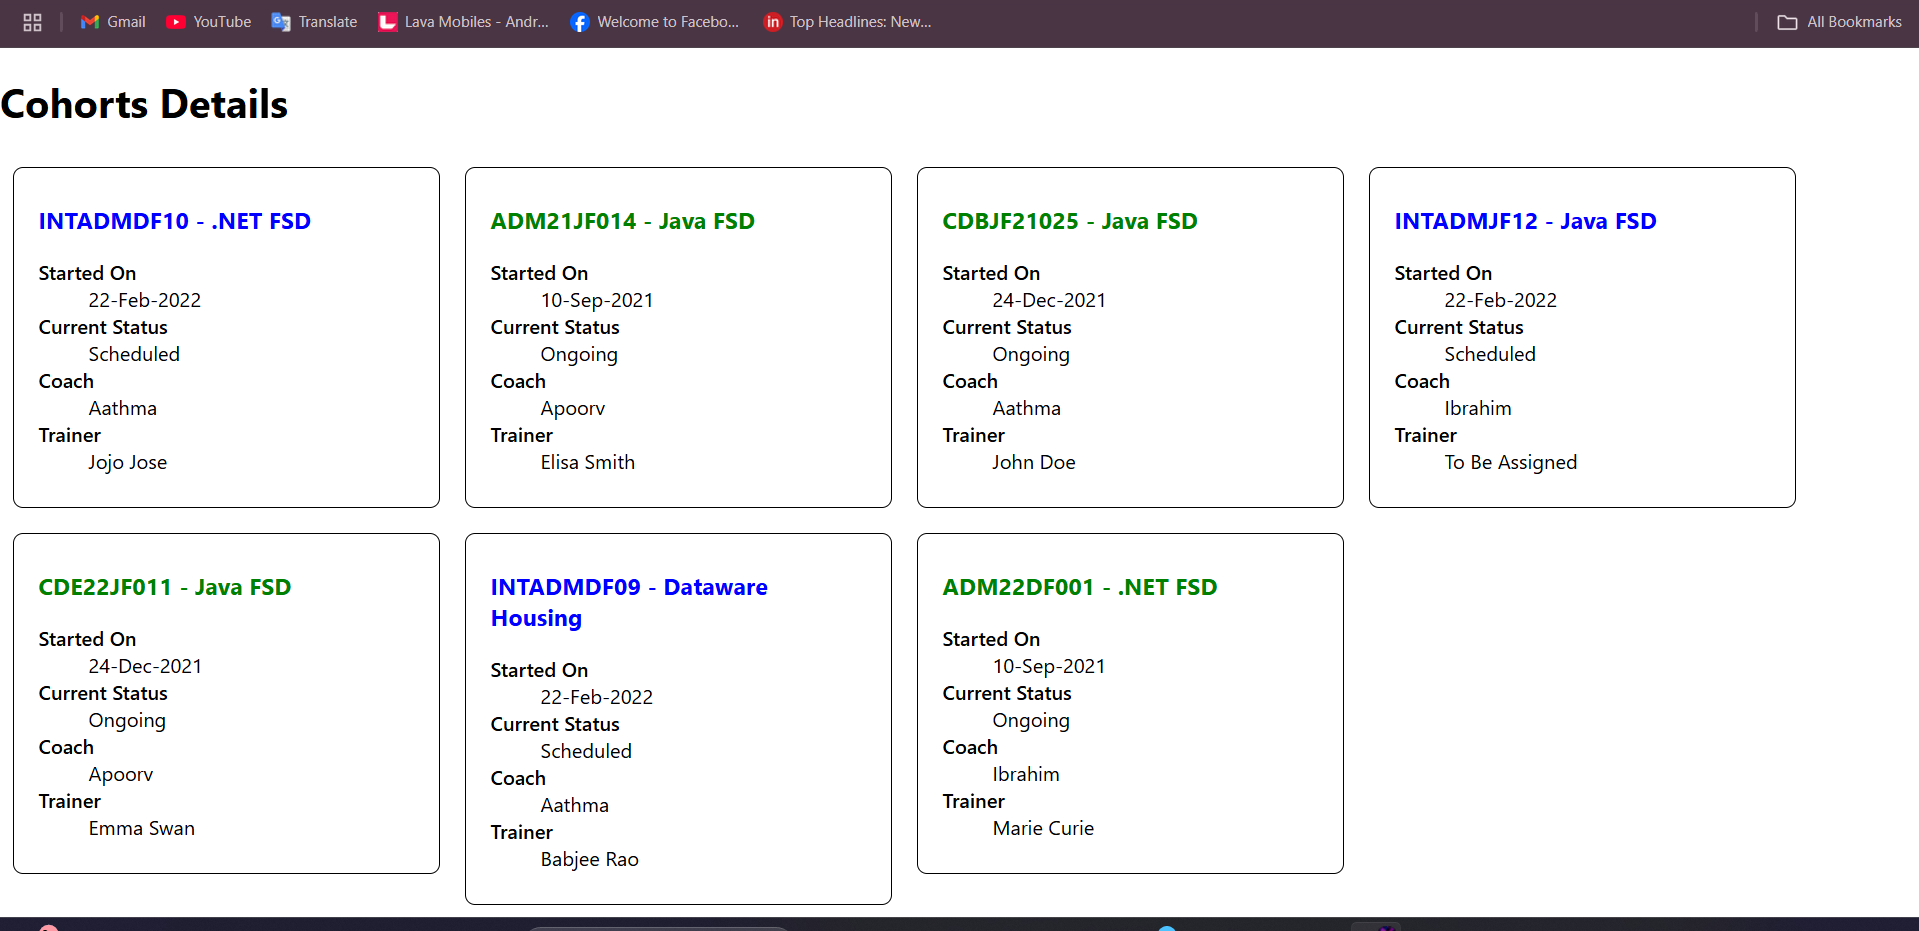 Gmail
YouTube
Translate
Lava Mobiles - Andr...
Welcome to Facebo...
Top Headlines: New...
All Bookmarks
Cohorts Details
INTADMDF10 - .NET FSD
Started On
22-Feb-2022
Current Status
Scheduled
Coach
Aathma
Trainer
Jojo Jose
ADM21JF014 - Java FSD
Started On
10-Sep-2021
Current Status
Ongoing
Coach
Apoorv
Trainer
Elisa Smith
CDBJF21025 - Java FSD
Started On
24-Dec-2021
Current Status
Ongoing
Coach
Aathma
Trainer
John Doe
INTADMJF12 - Java FSD
Started On
22-Feb-2022
Current Status
Scheduled
Coach
Ibrahim
Trainer
To Be Assigned
CDE22JF011 - Java FSD
Started On
24-Dec-2021
Current Status
Ongoing
Coach
Apoorv
Trainer
Emma Swan
INTADMDF09 - Dataware
Housing
Started On
22-Feb-2022
Current Status
Scheduled
Coach
Aathma
Trainer
Babjee Rao
ADM22DF001 - .NET FSD
Started On
10-Sep-2021
Current Status
Ongoing
Coach
Ibrahim
Trainer
Marie Curie